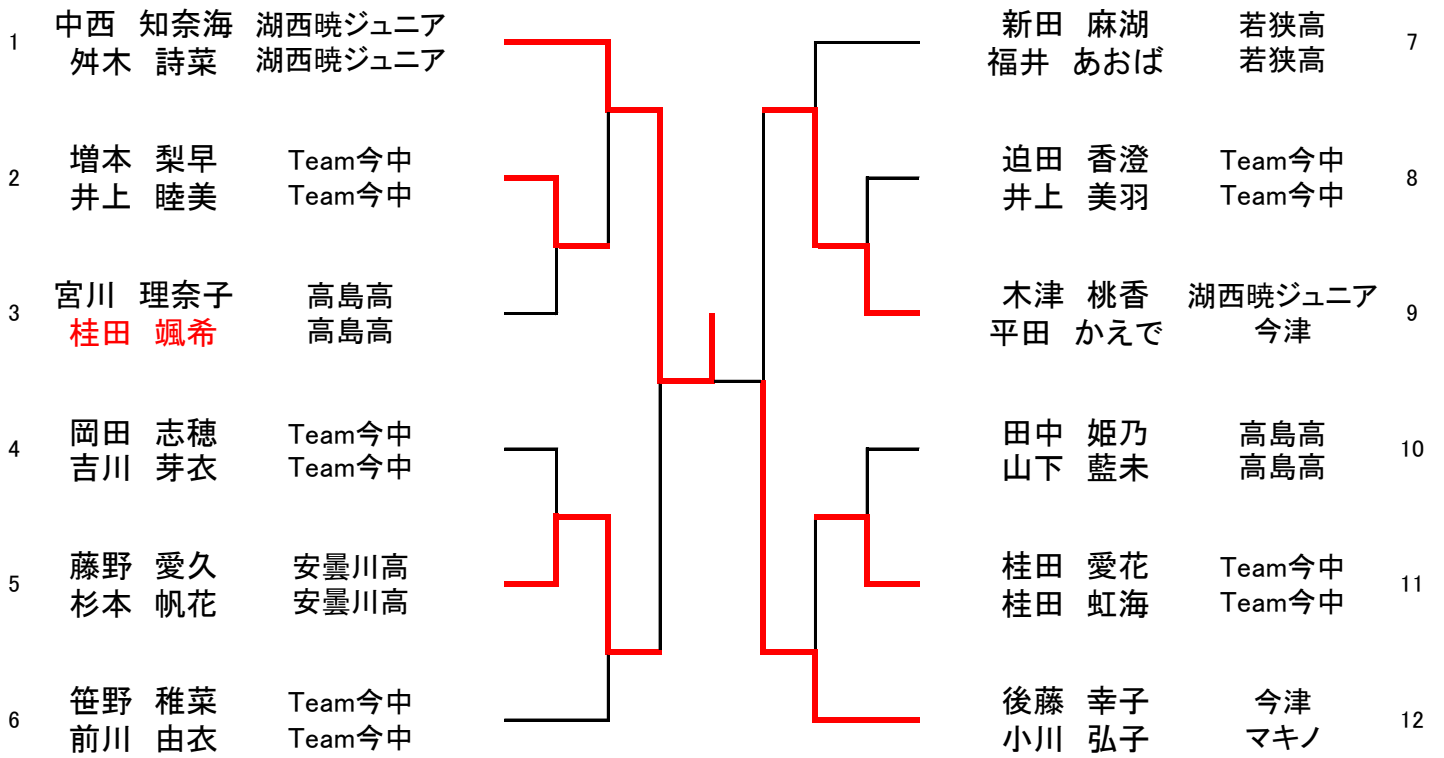 1 中西 知奈海 湖西暁ジュニア
舛木 詩菜 湖西暁ジュニア
2 増本 梨早 Team今中
井上 睦美 Team今中
3 宮川 理奈子 高島高
桂田 颯希 高島高
4 岡田 志穂 Team今中
吉川 芽衣 Team今中
5 藤野 愛久 安曇川高
杉本 帆花 安曇川高
6 笹野 稚菜 Team今中
前川 由衣 Team今中
新田 麻湖 若狭高 7
福井 あおば 若狭高
迫田 香澄 Team今中 8
井上 美羽 Team今中
木津 桃香 湖西暁ジュニア 9
平田 かえで 今津
田中 姫乃 高島高 10
山下 藍未 高島高
桂田 愛花 Team今中 11
桂田 虹海 Team今中
後藤 幸子 今津 12
小川 弘子 マキノ